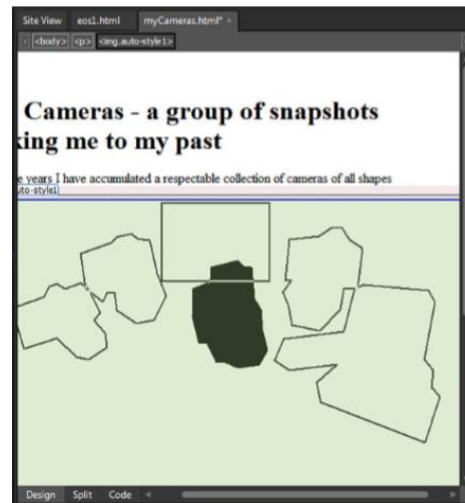 Site View eos1.html myCameras.html* ×
<body> <p> <img.auto-style1>
Cameras - a group of snapshots
king me to my past
e years I have accumulated a respectable collection of cameras of all shapes
uto-style1
Design Split Code